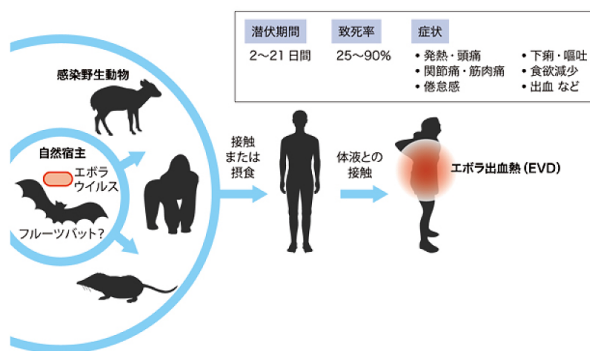 潜伏期間
2〜21日間
致死率
25〜90%
症状
• 発熱・頭痛
• 関節痛・筋肉痛
• 倦怠感
• 下痢・嘔吐
• 食欲減少
• 出血 など
感染野生動物
自然宿主
エボラ
ウイルス
フルーツバット？
接触
または
摂食
体液との
接触
エボラ出血熱（EVD）